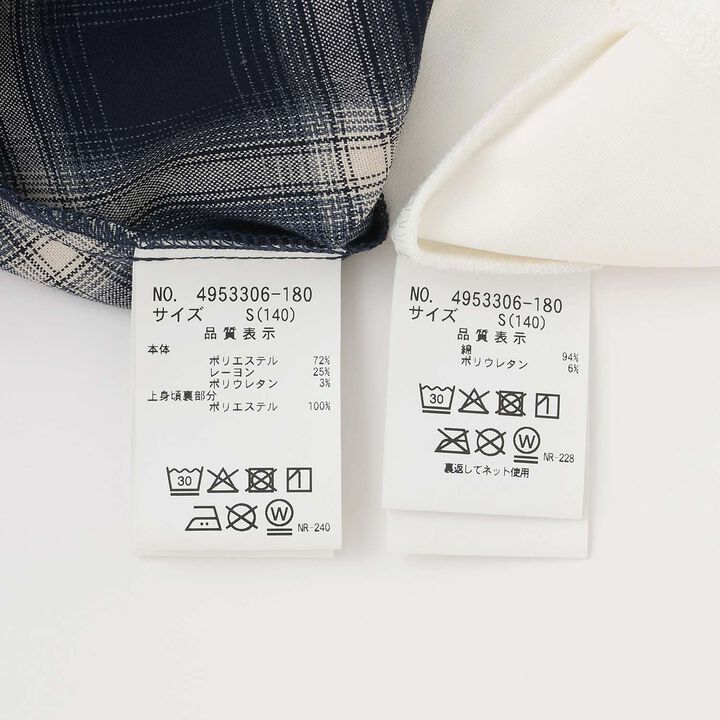 NO. 4953306-180
サイズ S(140)
品質表示
本体
ポリエステル 72%
レーヨン 25%
ポリウレタン 3%
上身頃裏部分
ポリエステル 100%
30
W
NR-240
NO. 4953306-180
サイズ S(140)
品質表示
綿 94%
ポリウレタン 6%
30
W
NR-228
裏返してネット使用